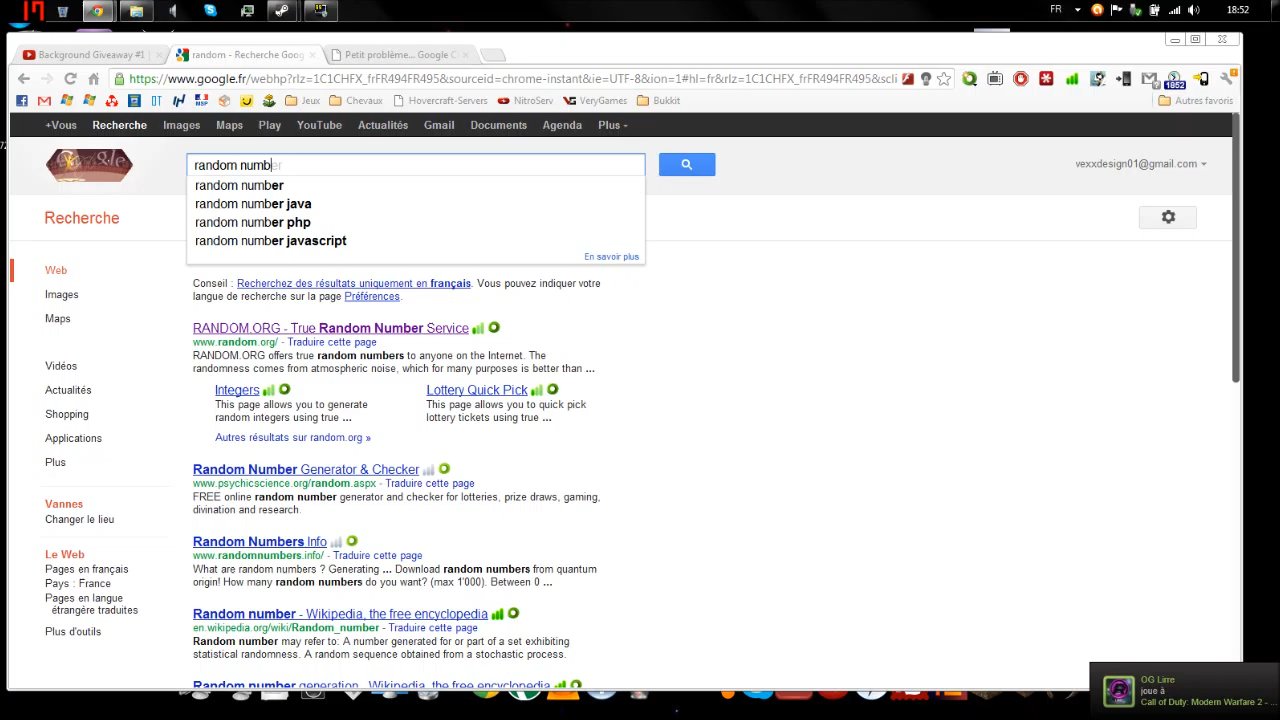 FR
18:52
Background Giveaway #1 |
random - Recherche Goog
Petit problème... Google C
https://www.google.fr/webhp?rlz=1C1CHFX_frFR494FR495&sourceid=chrome-instant&ie=UTF-8&ion=1#hl=fr&rlz=1C1CHFX_frFR494FR495&scli
1852
Jeux
Chevaux
Hovercraft-Servers
NitroServ
VeryGames
Bukkit
Autres favoris
+Vous Recherche Images Maps Play YouTube Actualités Gmail Documents Agenda Plus
Google
random number
vexxdesign01@gmail.com
random number
random number java
random number php
random number javascript
En savoir plus
Recherche
Web
Images
Maps
Vidéos
Actualités
Shopping
Applications
Plus
Vannes
Changer le lieu
Le Web
Pages en français
Pays : France
Pages en langue
étrangère traduites
Plus d'outils
Conseil : Recherchez des résultats uniquement en français. Vous pouvez indiquer votre
langue de recherche sur la page Préférences.
RANDOM.ORG - True Random Number Service
www.random.org/ - Traduire cette page
RANDOM.ORG offers true random numbers to anyone on the Internet. The
randomness comes from atmospheric noise, which for many purposes is better than ...
Integers
This page allows you to generate
random integers using true ...
Lottery Quick Pick
This page allows you to quick pick
lottery tickets using true ...
Autres résultats sur random.org »
Random Number Generator & Checker
www.psychicscience.org/random.aspx - Traduire cette page
FREE online random number generator and checker for lotteries, prize draws, gaming,
divination and research.
Random Numbers Info
www.randomnumbers.info/ - Traduire cette page
What are random numbers ? Generating ... Download random numbers from quantum
origin! How many random numbers do you want? (max 1'000). Between 0 ...
Random number - Wikipedia, the free encyclopedia
en.wikipedia.org/wiki/Random_number - Traduire cette page
Random number may refer to: A number generated for or part of a set exhibiting
statistical randomness. A random sequence obtained from a stochastic process.
Random number generation - Wikipedia, the free encyclopedia
OG Lirre
joue à
Call of Duty: Modern Warfare 2 - ...